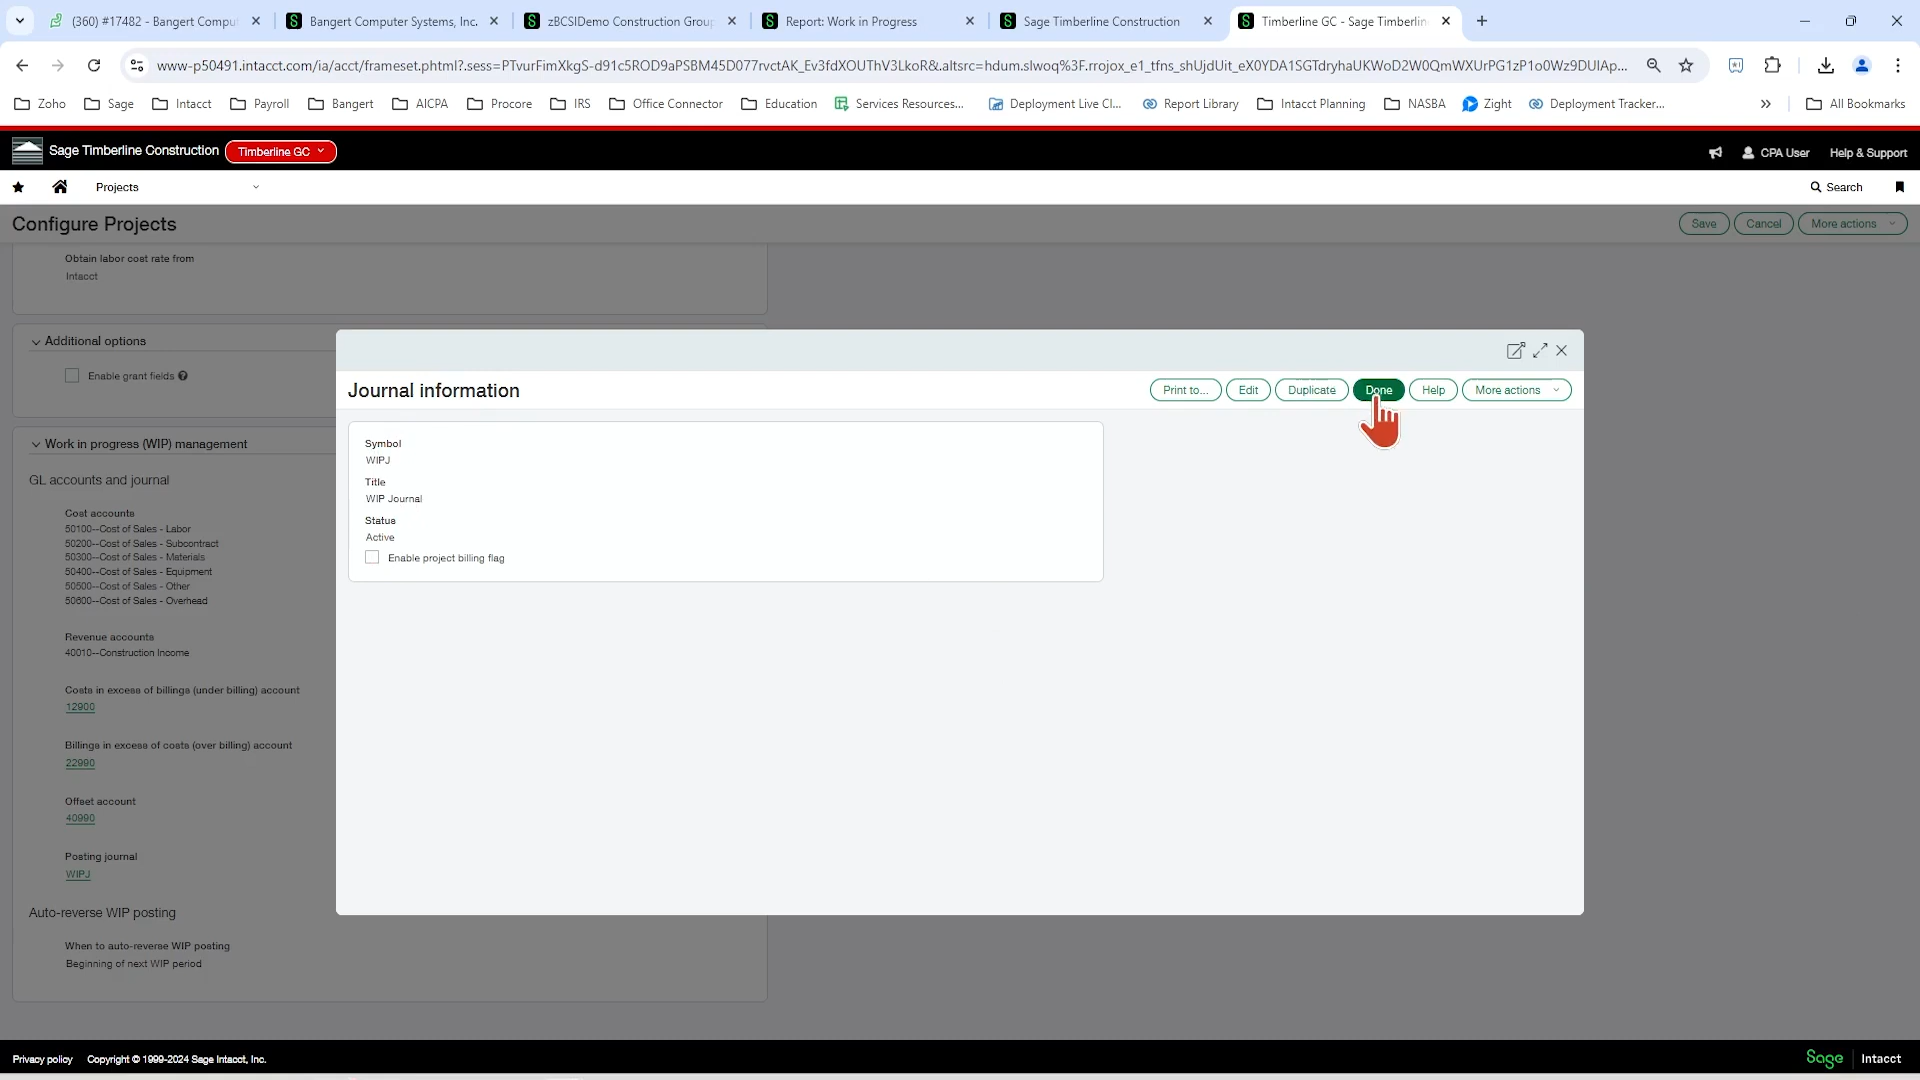 (360) #17482 - Bangert Compu
Bangert Computer Systems, Inc.
zBCSIDemo Construction Group
Report: Work in Progress
Sage Timberline Construction
Timberline GC - Sage Timberlin
Zoho
Sage
Intacct
Payroll
Bangert
AICPA
Procore
IRS
Office Connector
Education
Services Resources...
Deployment Live Cl...
Report Library
Intacct Planning
NASBA
Zight
Deployment Tracker...
All Bookmarks
Sage Timberline Construction
Timberline GC
CPA User
Help & Support
Projects
Search
Configure Projects
Save
Cancel
More actions
Obtain labor cost rate from
Intacct
Additional options
Enable grant fields
Journal information
Print to...
Edit
Duplicate
Done
Help
More actions
Symbol
WIPJ
Title
WIP Journal
Status
Active
Enable project billing flag
Work in progress (WIP) management
GL accounts and journal
Cost accounts
50100--Cost of Sales - Labor
50200--Cost of Sales - Subcontract
50300--Cost of Sales - Materials
50400--Cost of Sales - Equipment
50500--Cost of Sales - Other
50600--Cost of Sales - Overhead
Revenue accounts
40010--Construction Income
Costs in excess of billings (under billing) account
12900
Billings in excess of costs (over billing) account
22990
Offset account
40990
Posting journal
WIPJ
Auto-reverse WIP posting
When to auto-reverse WIP posting
Beginning of next WIP period
Privacy policy
Copyright © 1999-2024 Sage Intacct, Inc.
Sage
Intacct